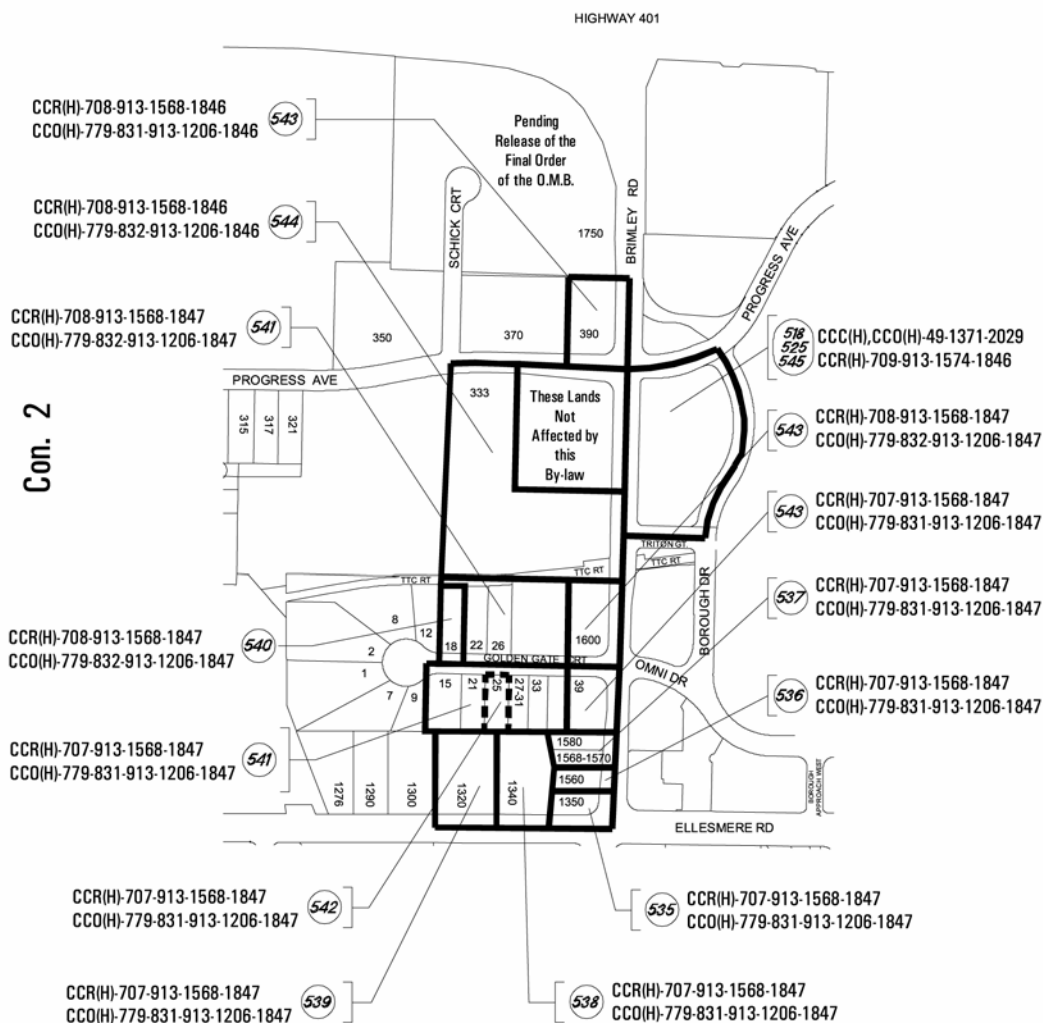 HIGHWAY 401
CCR(H)-708-913-1568-1846
CCO(H)-779-831-913-1206-1846
543
Pending
Release of the
Final Order
of the O.M.B.
BRIMLEY RD
SCHICK CRT
CCR(H)-708-913-1568-1846
CCO(H)-779-832-913-1206-1846
544
1750
PROGRESS AVE
CCR(H)-708-913-1568-1847
CCO(H)-779-832-913-1206-1847
541
350
370
390
518
525
545
CCC(H),CCO(H)-49-1371-2029
CCR(H)-709-913-1574-1846
PROGRESS AVE
333
These Lands
Not
Affected by
this
By-law
315
317
321
Con. 2
CCR(H)-708-913-1568-1847
CCO(H)-779-832-913-1206-1847
543
CCR(H)-707-913-1568-1847
CCO(H)-779-831-913-1206-1847
543
TRITON GT
TTC RT
TTC RT
TTC RT
BOROUGH DR
CCR(H)-707-913-1568-1847
CCO(H)-779-831-913-1206-1847
537
8
12
18
22
26
1600
2
1
7
9
GOLDEN GATE CRT
OMNI DR
CCR(H)-708-913-1568-1847
CCO(H)-779-832-913-1206-1847
540
15
21
25
27-31
33
39
CCR(H)-707-913-1568-1847
CCO(H)-779-831-913-1206-1847
536
CCR(H)-707-913-1568-1847
CCO(H)-779-831-913-1206-1847
541
1580
1568-1570
1560
1350
1276
1290
1300
1320
1340
BOROUGH
APPROACH WEST
ELLESMERE RD
CCR(H)-707-913-1568-1847
CCO(H)-779-831-913-1206-1847
542
535
CCR(H)-707-913-1568-1847
CCO(H)-779-831-913-1206-1847
CCR(H)-707-913-1568-1847
CCO(H)-779-831-913-1206-1847
539
538
CCR(H)-707-913-1568-1847
CCO(H)-779-831-913-1206-1847